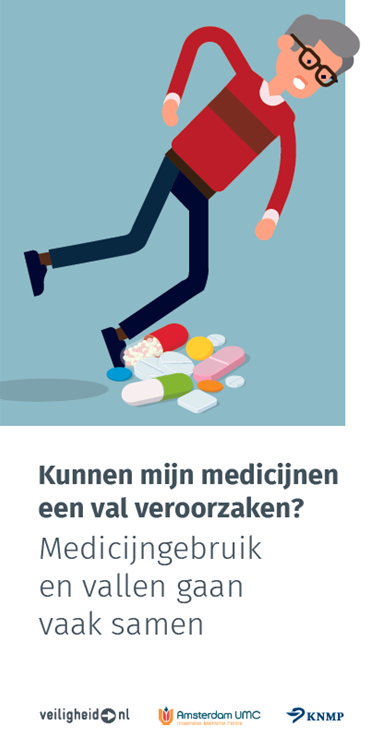 Kunnen mijn medicijnen
een val veroorzaken?
Medicijngebruik
en vallen gaan
vaak samen
veiligheid nl
Amsterdam UMC
KNMP